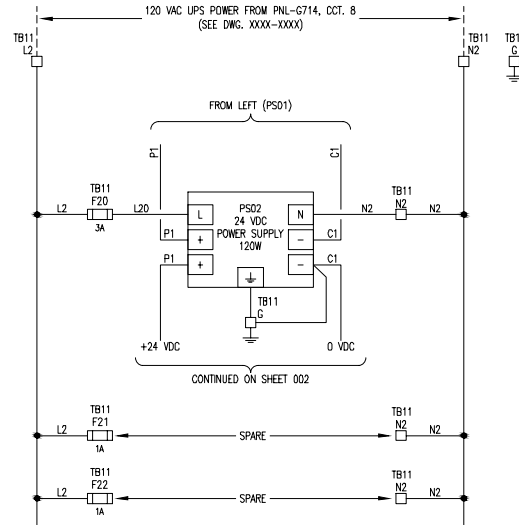 120 VAC UPS POWER FROM PNL-G714, CCT. 8
(SEE DWG. XXXX-XXXX)
TB11
L2
TB11
N2
TB1
G
FROM LEFT (PS01)
P1
C1
TB11
F20
L2
L20
3A
L
PS02
24 VDC
POWER SUPPLY
120W
N
N2
TB11
N2
N2
P1
+
-
C1
P1
+
-
C1
TB11
G
+24 VDC
0 VDC
CONTINUED ON SHEET 002
TB11
F21
L2
1A
SPARE
TB11
N2
N2
TB11
F22
L2
1A
SPARE
TB11
N2
N2